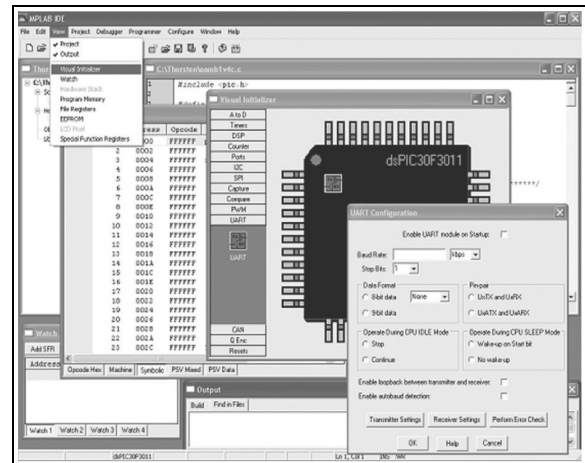 MPLAB IDE
File Edit View Project Debugger Programmer Configure Window Help
Project
Output
Visual Initializer
Watch
Hardware Stack
Program Memory
File Registers
EEPROM
LCD Pixel
Special Function Registers
#include <pic.h>
Opcode
1 0000 FFFFFF
2 0002 FFFFFF
3 0004 FFFFFF
4 0006 FFFFFF
5 0008 FFFFFF
6 000A FFFFFF
7 000C FFFFFF
8 000E FFFFFF
9 0010 FFFFFF
10 0012 FFFFFF
11 0014 FFFFFF
12 0016 FFFFFF
13 0018 FFFFFF
14 001A FFFFFF
15 001C FFFFFF
16 001E FFFFFF
17 0020 FFFFFF
18 0022 FFFFFF
19 0024 FFFFFF
20 0026 FFFFFF
21 0028 FFFFFF
22 002A FFFFFF
23 002C FFFFFF
Opcode Hex Machine Symbolic PSV Mixed PSV Data
Visual Initializer
A to D
Timers
DSP
Counter
Ports
I2C
SPI
Capture
Compare
PWM
UART
UART
CAN
Q Enc
Resets
dsPIC30F3011
UART Configuration
Enable UART module on Startup:
Baud Rate: kbps
Stop Bits: 1
Data Format
8-bit data None
9-bit data
Pin-pair
UxTX and UxRX
UxATX and UxARX
Operate During CPU IDLE Mode
Stop
Continue
Operate During CPU SLEEP Mode
Wake-up on Start bit
No wake-up
Enable loopback between transmitter and receiver:
Enable autobaud detection:
Transmitter Settings Receiver Settings Perform Error Check
OK Help Cancel
Watch
Add SFR
Address
Watch 1 Watch 2 Watch 3 Watch 4
Output
Build Find in Files
dsPIC30F3011 Ln 1, Col 1 INS